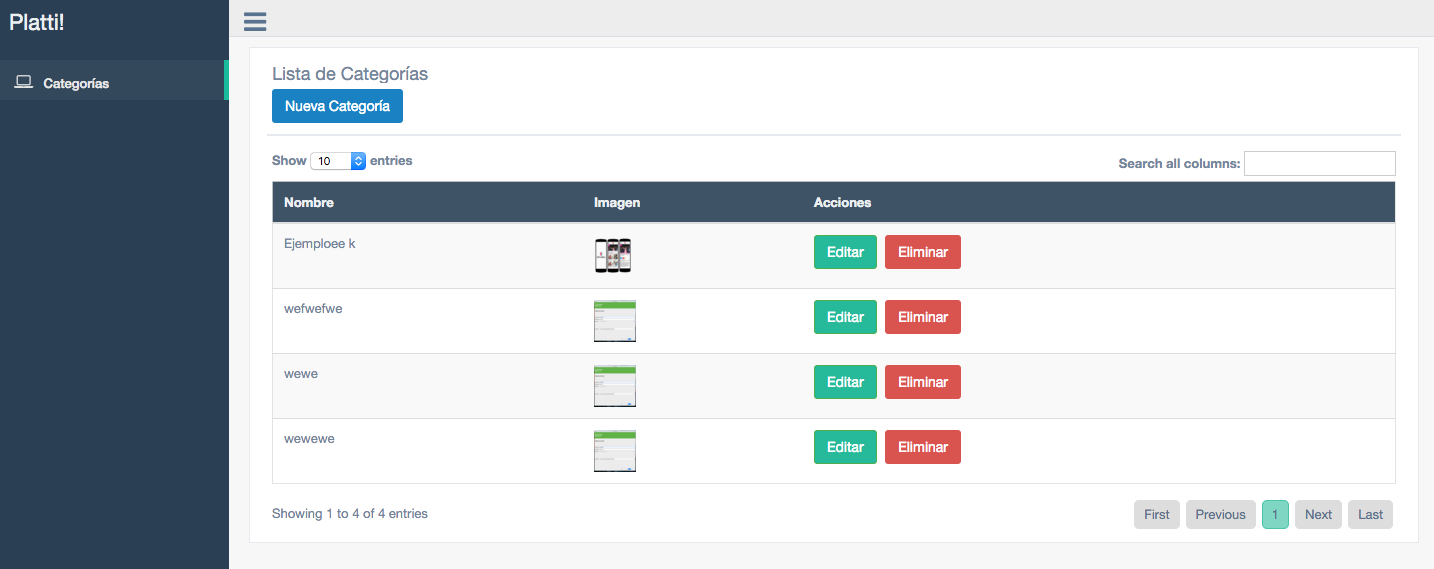 Platti!
Categorías
Lista de Categorías
Nueva Categoría
Show 10 entries
Search all columns:
Nombre Imagen Acciones
Ejemploee k Editar Eliminar
wefwefwe Editar Eliminar
wewe Editar Eliminar
wewewe Editar Eliminar
Showing 1 to 4 of 4 entries
First Previous 1 Next Last